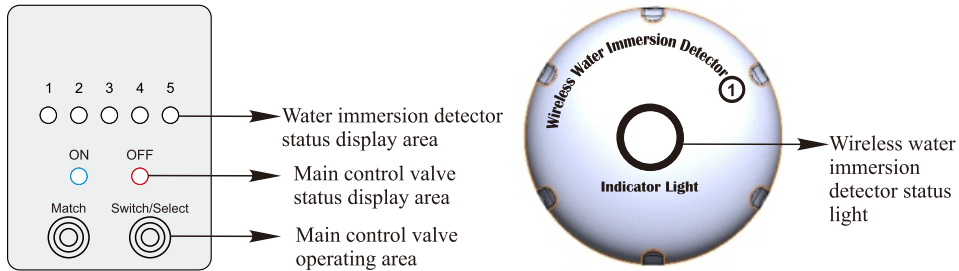 1 2 3 4 5
Water immersion detector
status display area
ON OFF
Main control valve
status display area
Match Switch/Select
Main control valve
operating area
Wireless Water Immersion Detector
1
Indicator Light
Wireless water
immersion
detector status
light